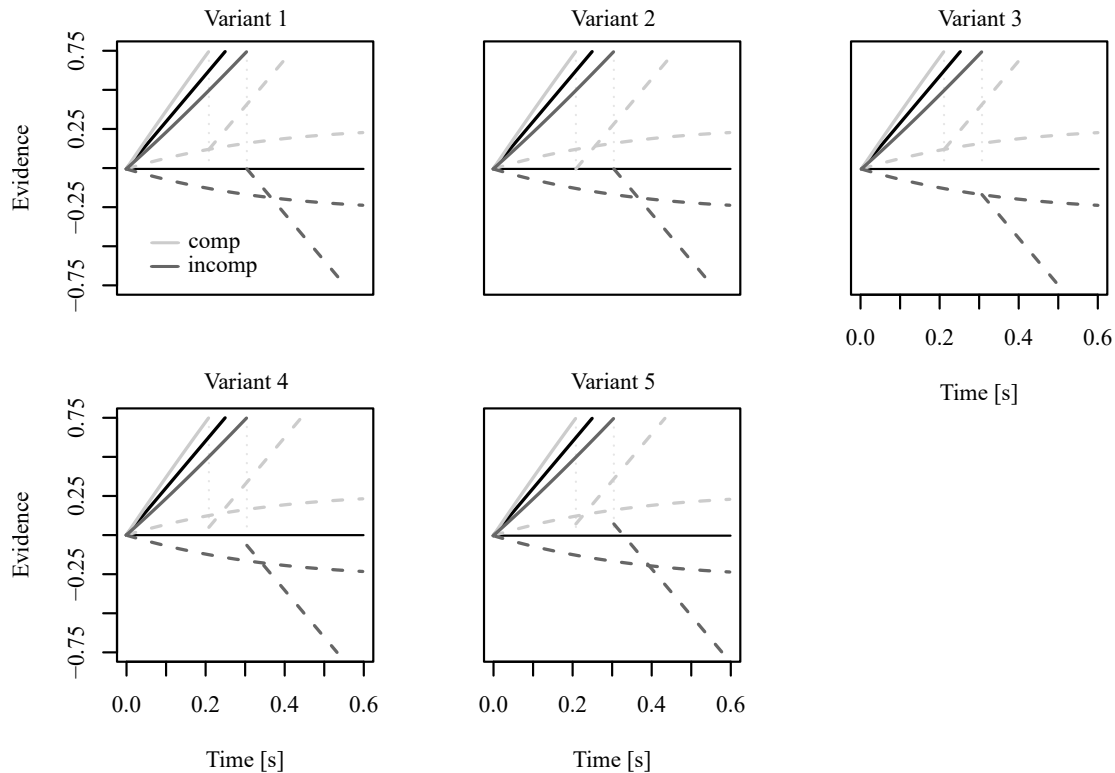 Variant 1
Variant 2
Variant 3
Evidence
0.75
0.25
−0.25
−0.75
comp
incomp
0.0 0.2 0.4 0.6
Time [s]
Variant 4
Variant 5
Evidence
0.75
0.25
−0.25
−0.75
0.0 0.2 0.4 0.6
0.0 0.2 0.4 0.6
Time [s]
Time [s]